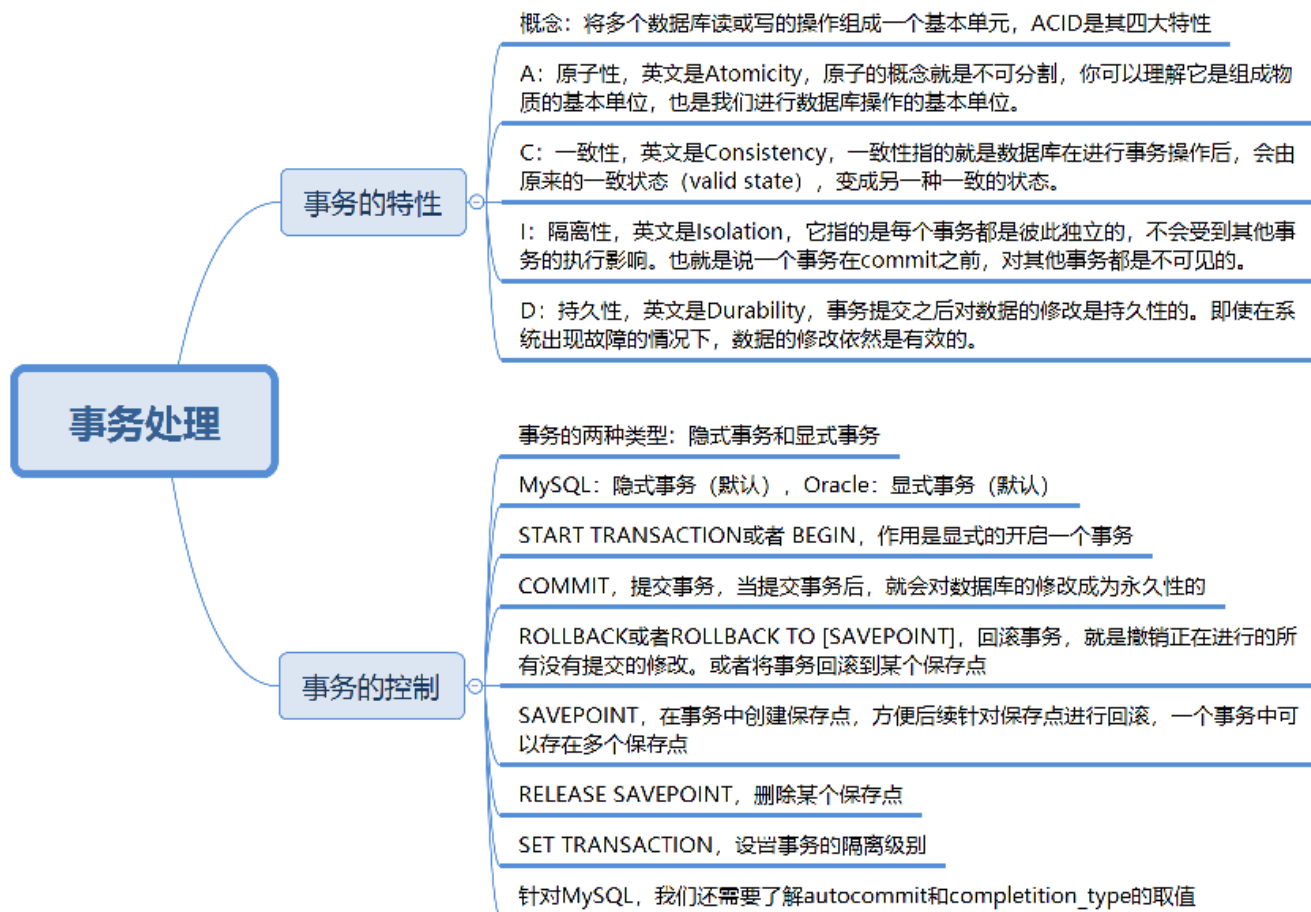 概念：将多个数据库读或写的操作组成一个基本单元，ACID是其四大特性
A：原子性，英文是Atomicity，原子的概念就是不可分割，你可以理解它是组成物
质的基本单位，也是我们进行数据库操作的基本单位。
C：一致性，英文是Consistency，一致性指的就是数据库在进行事务操作后，会由
原来的一致状态（valid state），变成另一种一致的状态。
事务的特性
I：隔离性，英文是Isolation，它指的是每个事务都是彼此独立的，不会受到其他事
务的执行影响。也就是说一个事务在commit之前，对其他事务都是不可见的。
D：持久性，英文是Durability，事务提交之后对数据的修改是持久性的。即使在系
统出现故障的情况下，数据的修改依然是有效的。
事务处理
事务的两种类型：隐式事务和显式事务
MySQL：隐式事务（默认），Oracle：显式事务（默认）
START TRANSACTION或者 BEGIN，作用是显式的开启一个事务
COMMIT，提交事务，当提交事务后，就会对数据库的修改成为永久性的
ROLLBACK或者ROLLBACK TO [SAVEPOINT]，回滚事务，就是撤销正在进行的所
有没有提交的修改。或者将事务回滚到某个保存点
事务的控制
SAVEPOINT，在事务中创建保存点，方便后续针对保存点进行回滚，一个事务中可
以存在多个保存点
RELEASE SAVEPOINT，删除某个保存点
SET TRANSACTION，设置事务的隔离级别
针对MySQL，我们还需要了解autocommit和completition_type的取值